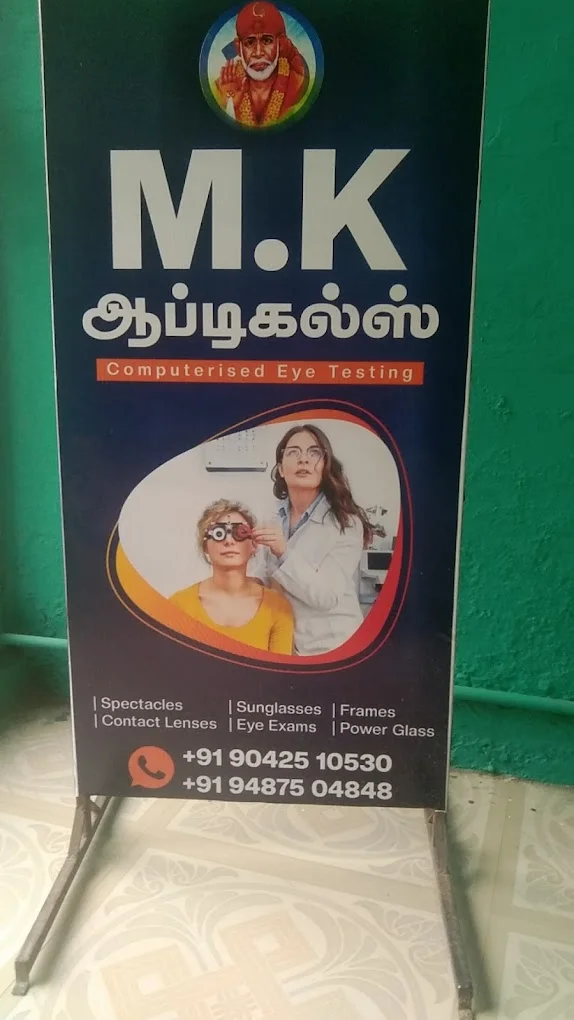 M.K
ஆப்டிகல்ஸ்
Computerised Eye Testing
| Spectacles | Sunglasses | Frames
| Contact Lenses | Eye Exams | Power Glass
+91 90425 10530
+91 94875 04848